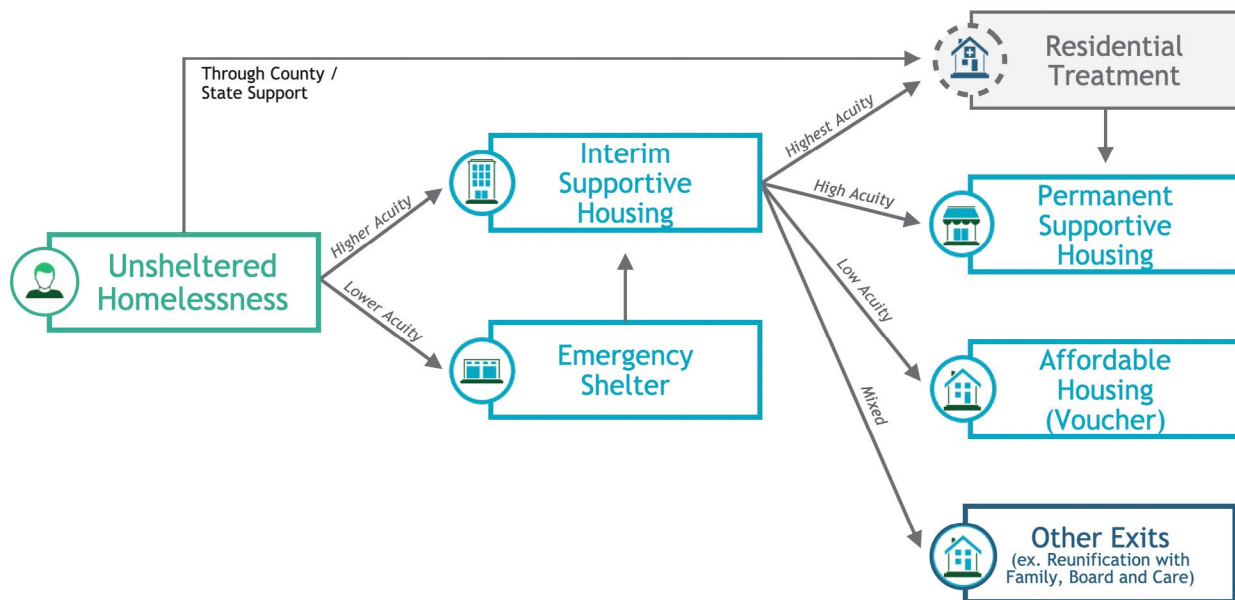 Residential
Treatment
Through County /
State Support
Highest Acuity
Interim
Supportive
Housing
High Acuity
Permanent
Supportive
Housing
Higher Acuity
Unsheltered
Homelessness
Lower Acuity
Low Acuity
Emergency
Shelter
Affordable
Housing
(Voucher)
Mixed
Other Exits
(ex. Reunification with
Family, Board and Care)